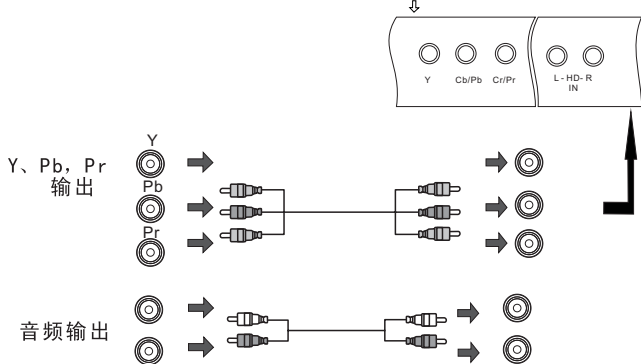 Y Cb/Pb Cr/Pr L - HD- R
IN
Y
Y、Pb，Pr
输出
Pb
Pr
音频输出